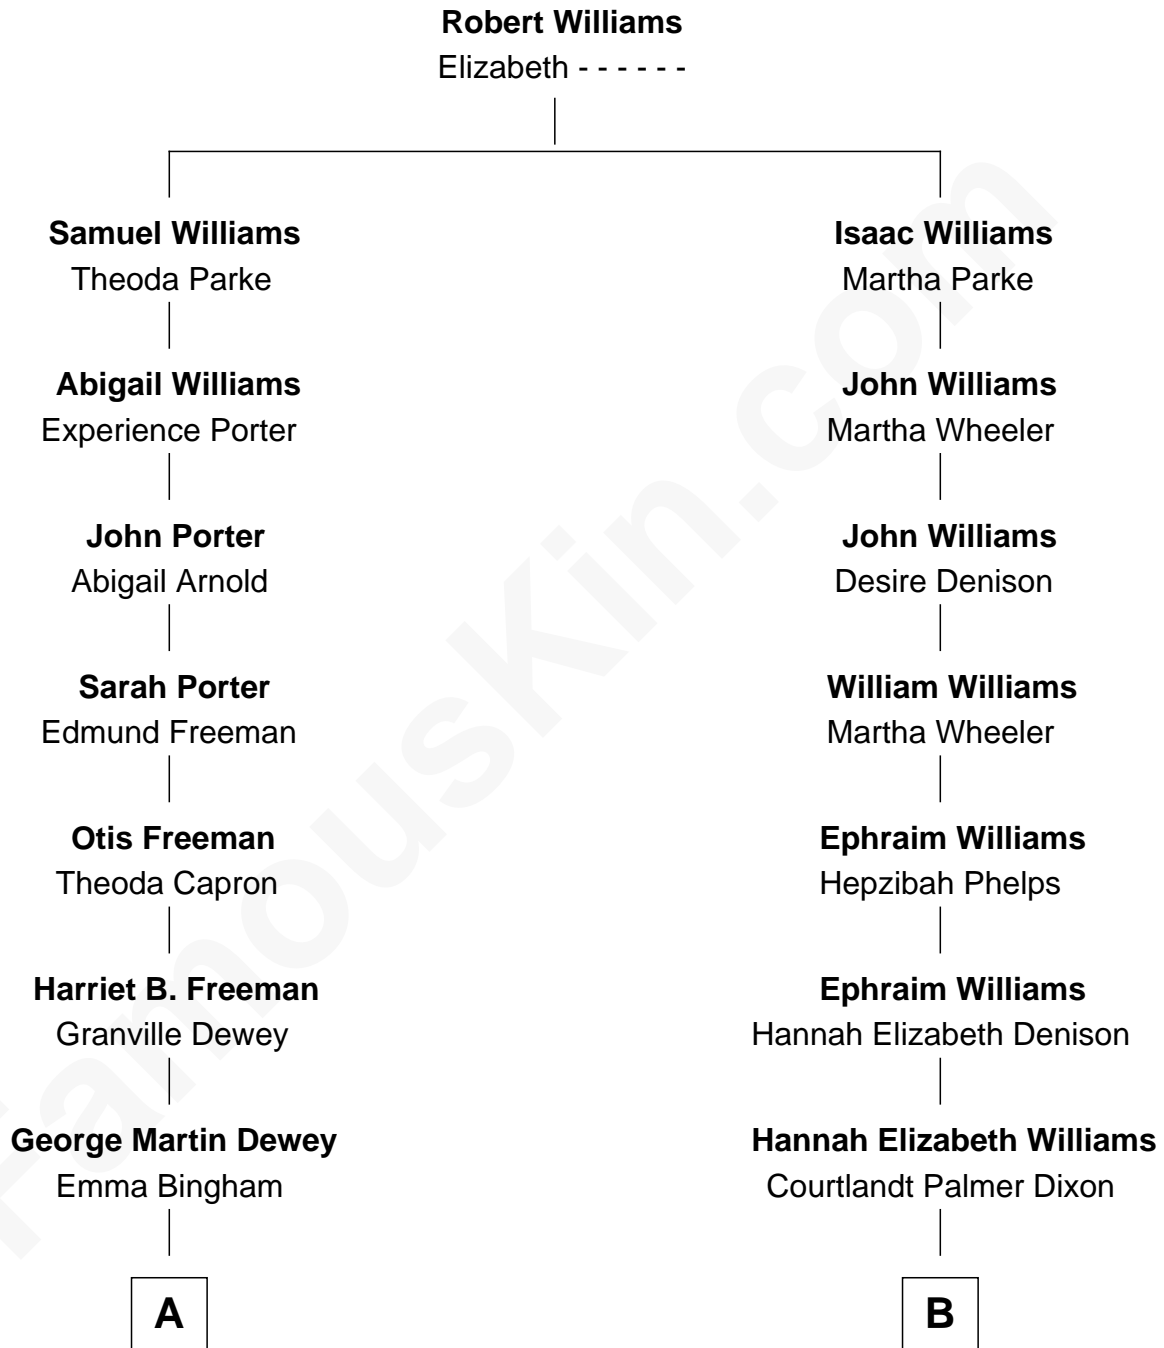 Robert Williams
Elizabeth - - - - - -
Samuel Williams
Theoda Parke
Abigail Williams
Experience Porter
John Porter
Abigail Arnold
Sarah Porter
Edmund Freeman
Otis Freeman
Theoda Capron
Harriet B. Freeman
Granville Dewey
George Martin Dewey
Emma Bingham
A
Isaac Williams
Martha Parke
John Williams
Martha Wheeler
John Williams
Desire Denison
William Williams
Martha Wheeler
Ephraim Williams
Hepzibah Phelps
Ephraim Williams
Hannah Elizabeth Denison
Hannah Elizabeth Williams
Courtlandt Palmer Dixon
B
FamousKin.com